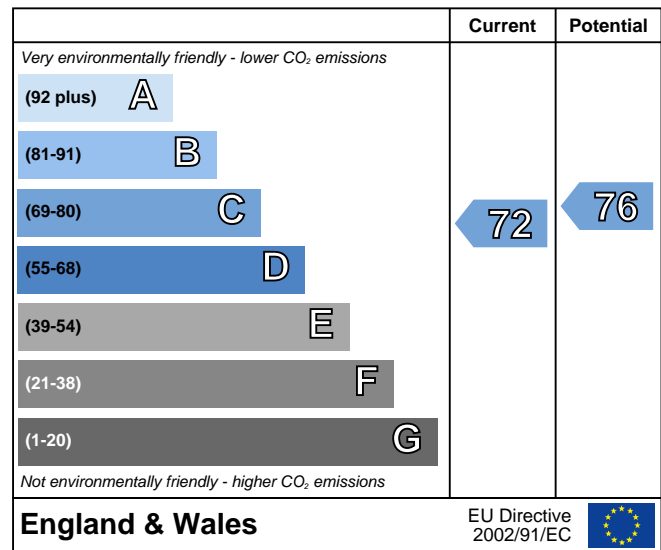 Current Potential
Very environmentally friendly - lower CO₂ emissions
(92 plus) A
(81-91) B
(69-80) C
72
76
(55-68) D
(39-54) E
(21-38) F
(1-20) G
Not environmentally friendly - higher CO₂ emissions
England & Wales
EU Directive
2002/91/EC